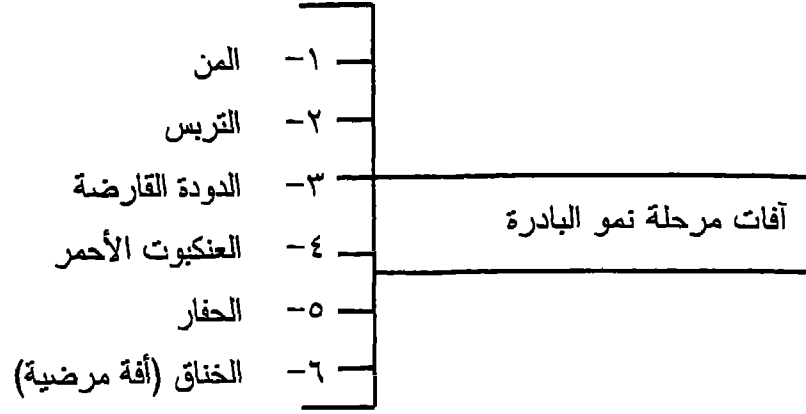 آفات مرحلة نمو البادرة
١- المن
٢- التربس
٣- الدودة القارضة
٤- العنكبوت الأحمر
٥- الحفار
٦- الخناق (أفة مرضية)